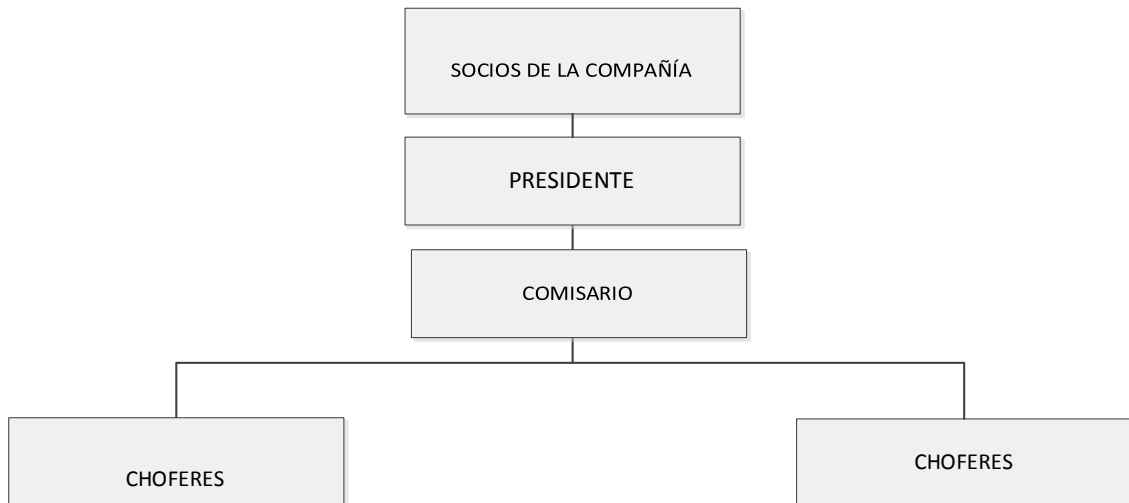 SOCIOS DE LA COMPAÑÍA
PRESIDENTE
COMISARIO
CHOFERES
CHOFERES